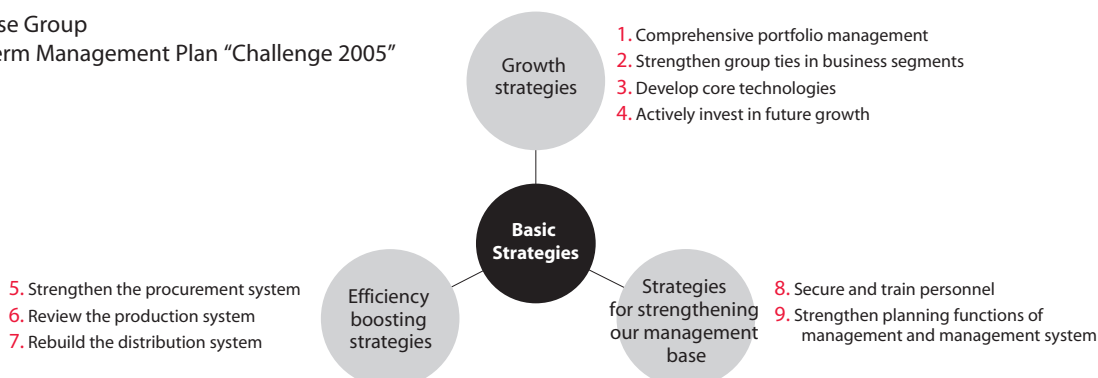 Group
Management Plan “Challenge 2005”
Growth
strategies
1. Comprehensive portfolio management
2. Strengthen group ties in business segments
3. Develop core technologies
4. Actively invest in future growth
Basic
Strategies
5. Strengthen the procurement system
6. Review the production system
7. Rebuild the distribution system
Efficiency
boosting
strategies
Strategies
for strengthening
our management
base
8. Secure and train personnel
9. Strengthen planning functions of
management and management system